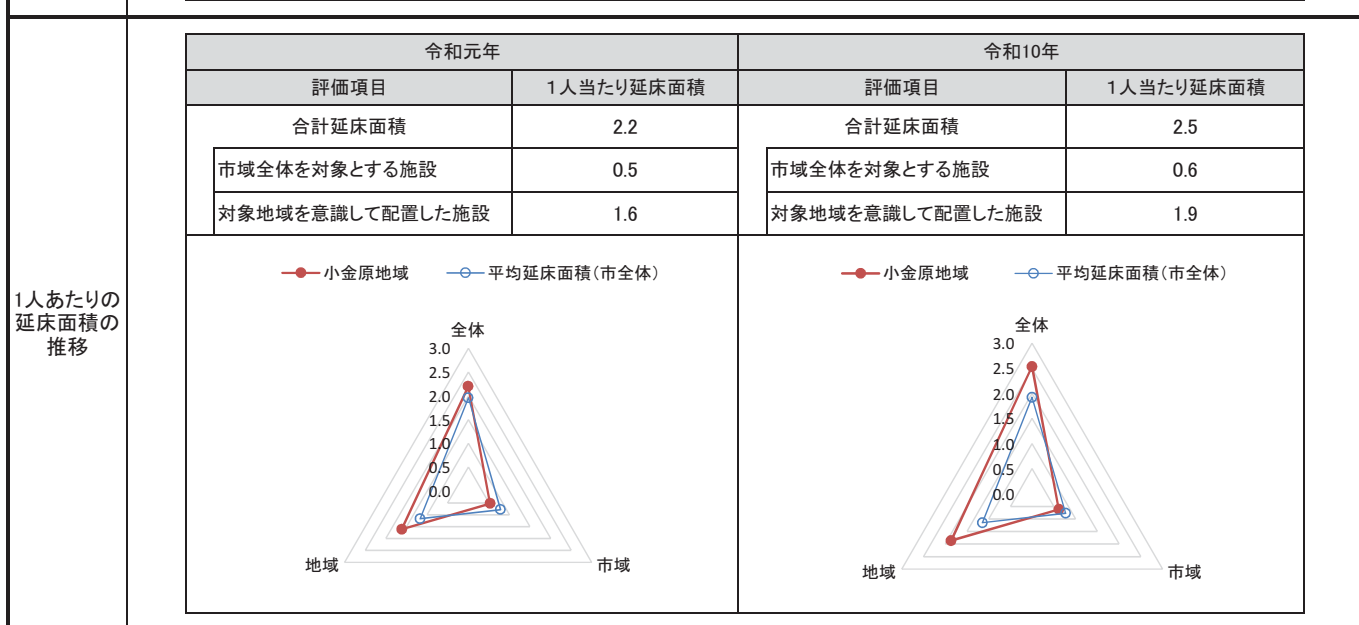 令和元年
令和10年
評価項目
1人当たり延床面積
評価項目
1人当たり延床面積
合計延床面積
2.2
合計延床面積
2.5
市域全体を対象とする施設
0.5
市域全体を対象とする施設
0.6
対象地域を意識して配置した施設
1.6
対象地域を意識して配置した施設
1.9
1人あたりの
延床面積の
推移
小金原地域
平均延床面積(市全体)
全体
3.0
2.5
2.0
1.5
1.0
0.5
0.0
地域
市域
小金原地域
平均延床面積(市全体)
全体
3.0
2.5
2.0
1.5
1.0
0.5
0.0
地域
市域